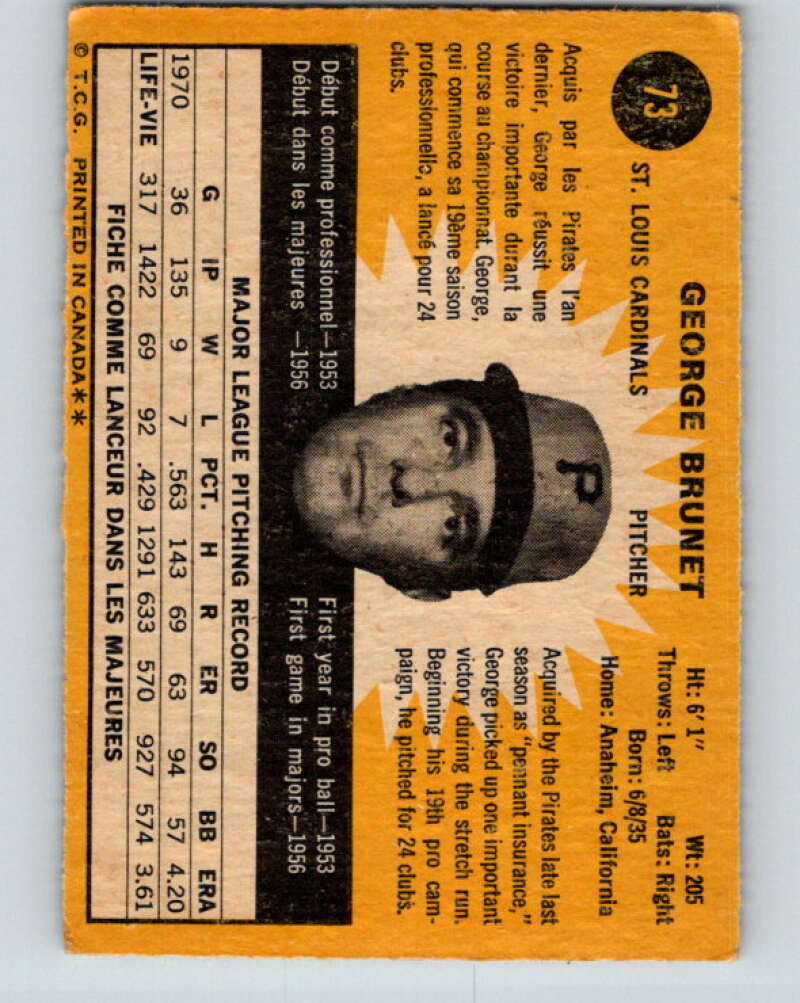 73
GEORGE BRUNET
ST. LOUIS CARDINALS PITCHER
Ht: 6' 1" Wt: 205
Throws: Left Bats: Right
Born: 6/8/35
Home: Anaheim, California
Acquis par les Pirates l'an
dernier, George réussit une
victoire importante durant la
course au championnat. George,
qui commence sa 19ème saison
professionnelle, a lancé pour 24
clubs.
P
Acquired by the Pirates late last
season as "pennant insurance,"
George picked up one important
victory during the stretch run.
Beginning his 19th pro cam-
paign, he pitched for 24 clubs.
Début comme professionnel—1953
Début dans les majeures —1956
First year in pro ball—1953
First game in majors—1956
MAJOR LEAGUE PITCHING RECORD
G IP W L PCT. H R ER SO BB ERA
1970 36 135 9 7 .563 143 69 63 94 57 4.20
LIFE-VIE 317 1422 69 92 .429 1291 633 570 927 574 3.61
FICHE COMME LANCEUR DANS LES MAJEURES
© T.C.G. PRINTED IN CANADA**